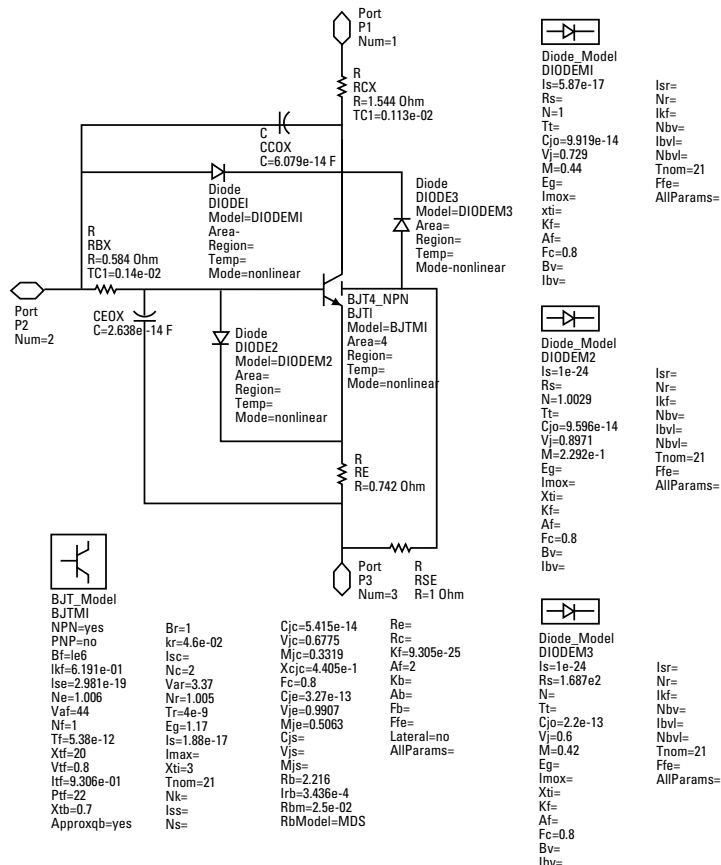 Port
P1
Num=1
R
RCX
R=1.544 Ohm
TC1=0.113e-02
C
CCOX
C=6.079e-14 F
Diode
DIODEI
Model=DIODEMI
Area-
Region=
Temp=
Mode=nonlinear
Diode
DIODE3
Model=DIODEM3
Area=
Region=
Temp=
Mode-nonlinear
R
RBX
R=0.584 Ohm
TC1=0.14e-02
Port
P2
Num=2
CEOX
C=2.638e-14 F
Diode
DIODE2
Model=DIODEM2
Area=
Region=
Temp=
Mode=nonlinear
BJT4_NPN
BJTI
Model=BJTMI
Area=4
Region=
Temp=
Mode=nonlinear
R
RE
R=0.742 Ohm
Port
P3
Num=3
R
RSE
R=1 Ohm
BJT_Model
BJTMI
NPN=yes
PNP=no
Bf=le6
Ikf=6.191e-01
Ise=2.981e-19
Ne=1.006
Vaf=44
Nf=1
Tf=5.38e-12
Xtf=20
Vtf=0.8
Itf=9.306e-01
Ptf=22
Xtb=0.7
Approxqb=yes
Br=1
kr=4.6e-02
Isc=
Nc=2
Var=3.37
Nr=1.005
Tr=4e-9
Eg=1.17
Is=1.88e-17
Imax=
Xti=3
Tnom=21
Nk=
Iss=
Ns=
Cjc=5.415e-14
Vjc=0.6775
Mjc=0.3319
Xcjc=4.405e-1
Fc=0.8
Cje=3.27e-13
Vje=0.9907
Mje=0.5063
Cjs=
Vjs=
Mjs=
Rb=2.216
Irb=3.436e-4
Rbm=2.5e-02
RbModel=MDS
Re=
Rc=
Kf=9.305e-25
Af=2
Kb=
Ab=
Fb=
Ffe=
Lateral=no
AllParams=
Diode_Model
DIODEMI
Is=5.87e-17
Rs=
N=1
Tt=
Cjo=9.919e-14
Vj=0.729
M=0.44
Eg=
Imox=
xti=
Kf=
Af=
Fc=0.8
Bv=
Ibv=
Isr=
Nr=
Ikf=
Nbv=
Ibvl=
Nbvl=
Tnom=21
Ffe=
AllParams=
Diode_Model
DIODEM2
Is=1e-24
Rs=
N=1.0029
Tt=
Cjo=9.596e-14
Vj=0.8971
M=2.292e-1
Eg=
Imox=
Xti=
Kf=
Af=
Fc=0.8
Bv=
Ibv=
Isr=
Nr=
Ikf=
Nbv=
Ibvl=
Nbvl=
Tnom=21
Ffe=
AllParams=
Diode_Model
DIODEM3
Is=1e-24
Rs=1.687e2
N=
Tt=
Cjo=2.2e-13
Vj=0.6
M=0.42
Eg=
Imox=
Xti=
Kf=
Af=
Fc=0.8
Bv=
Ibv=
Isr=
Nr=
Ikf=
Nbv=
Ibvl=
Nbvl=
Tnom=21
Ffe=
AllParams=